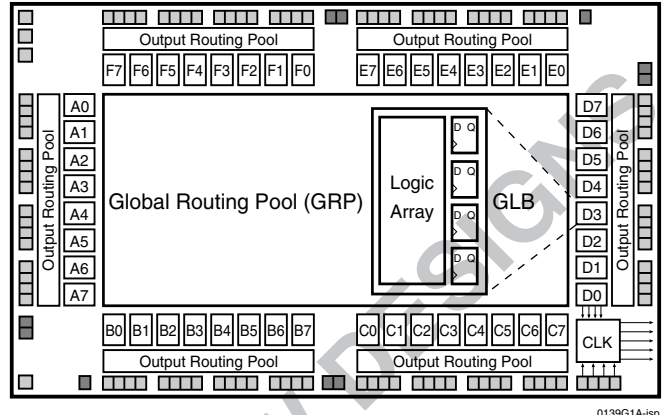 Output Routing Pool Output Routing Pool
F7 F6 F5 F4 F3 F2 F1 F0 E7 E6 E5 E4 E3 E2 E1 E0
Output Routing Pool
A0
A1
A2
A3
A4
A5
A6
A7
Global Routing Pool (GRP)
Logic
Array
D Q
D Q
D Q
D Q
GLB
D7
D6
D5
D4
D3
D2
D1
D0
Output Routing Pool
CLK
B0 B1 B2 B3 B4 B5 B6 B7 C0 C1 C2 C3 C4 C5 C6 C7
Output Routing Pool Output Routing Pool
0139G1A-isp
DESIGNS